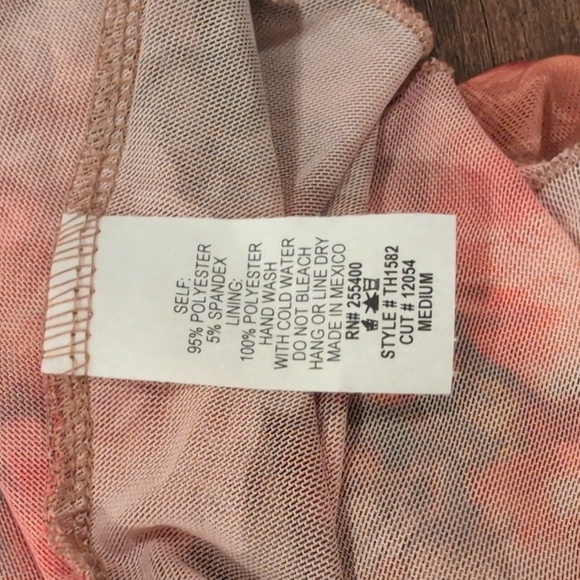 SELF:
95% POLYESTER
5% SPANDEX
LINING:
100% POLYESTER
HAND WASH
WITH COLD WATER
DO NOT BLEACH
HANG OR LINE DRY
MADE IN MEXICO
RN# 255400
STYLE # TH1582
CUT # 12054
MEDIUM